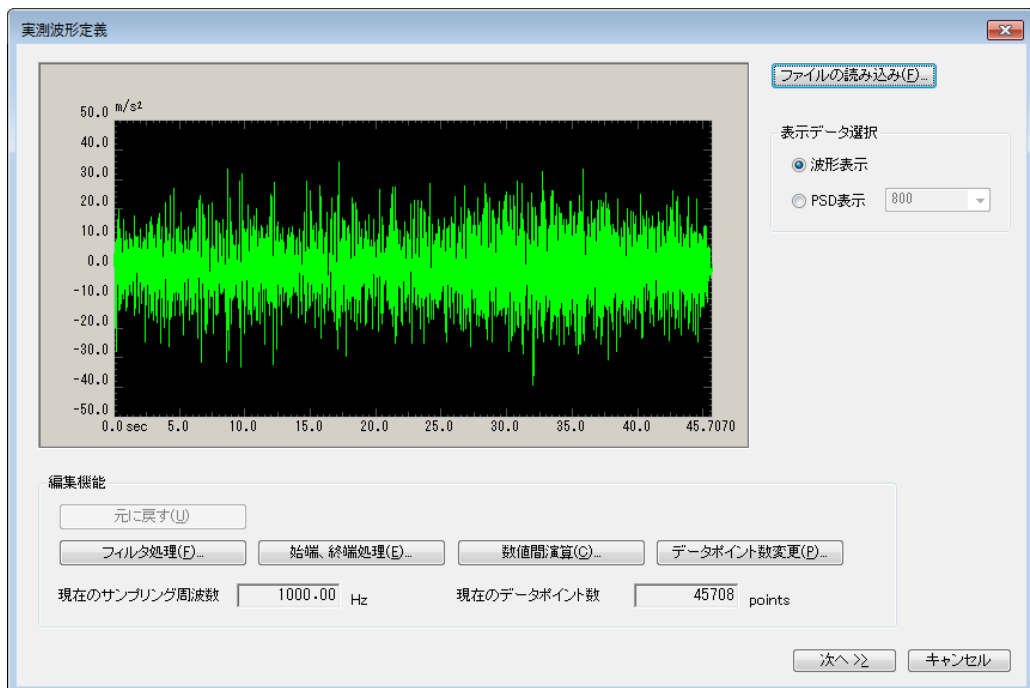 実測波形定義
ファイルの読み込み(F)...
m/s²
50.0
40.0
30.0
20.0
10.0
0.0
-10.0
-20.0
-30.0
-40.0
-50.0
0.0 sec 5.0 10.0 15.0 20.0 25.0 30.0 35.0 40.0 45.7070
表示データ選択
波形表示
PSD表示 800
編集機能
元に戻す(U)
フィルタ処理(F)... 始端、終端処理(E)... 数値間演算(C)... データポイント数変更(P)...
現在のサンプリング周波数 1000.00 Hz 現在のデータポイント数 45708 points
次へ >> キャンセル